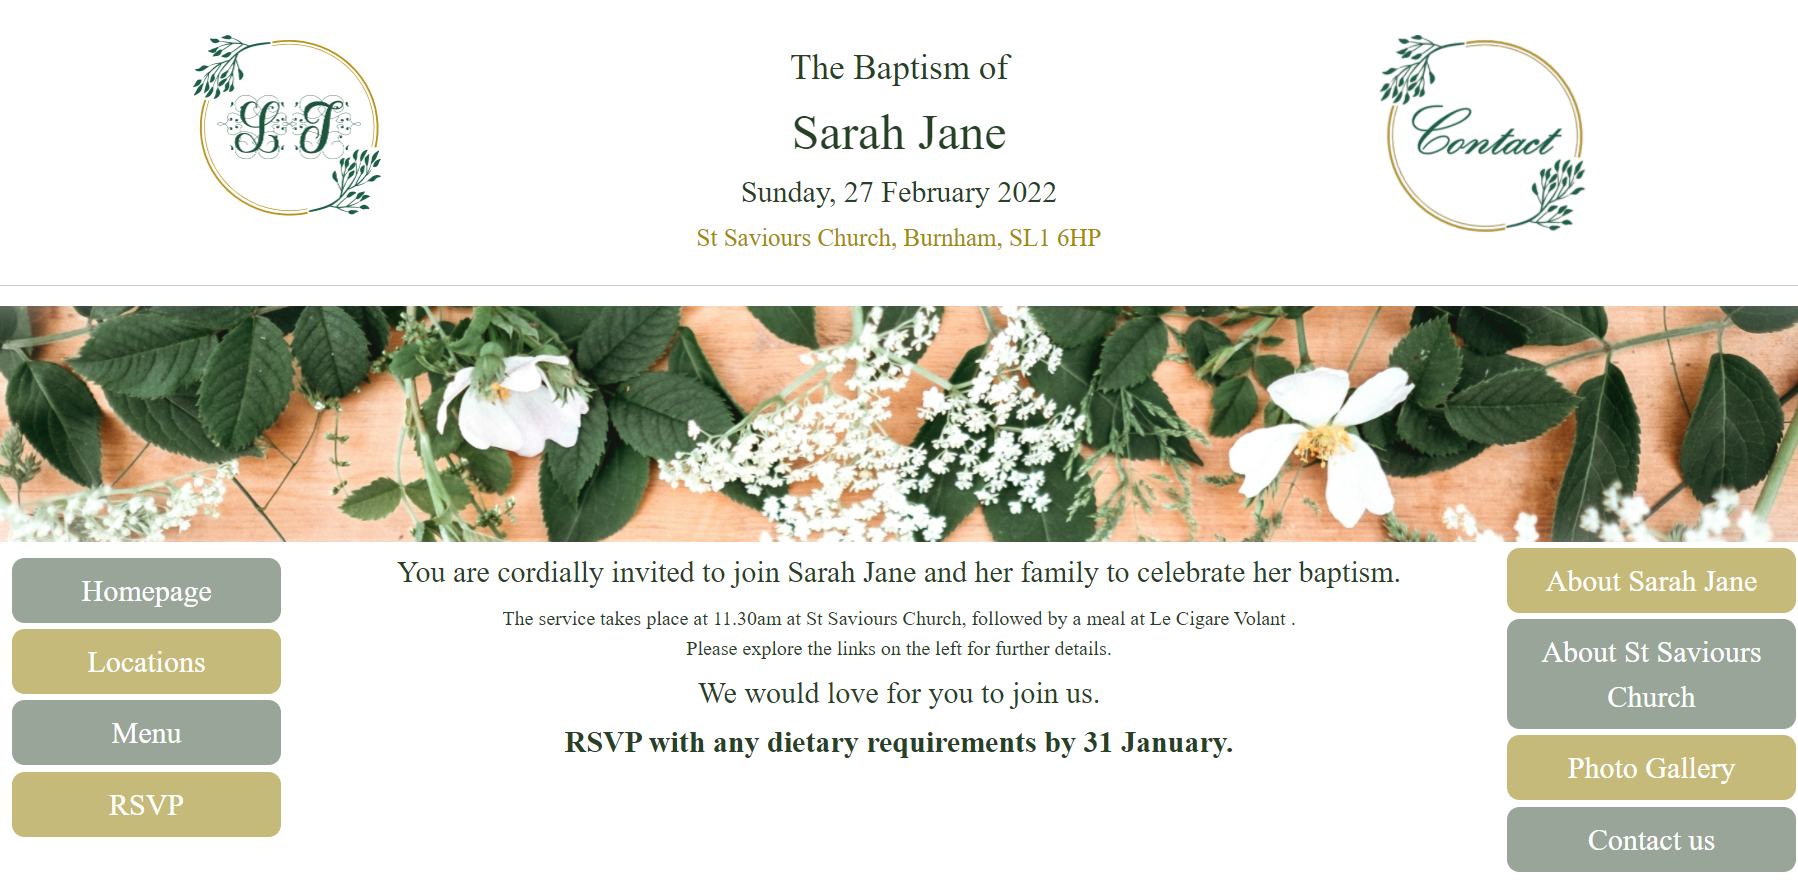 S J
The Baptism of
Sarah Jane
Sunday, 27 February 2022
St Saviours Church, Burnham, SL1 6HP
Contact
Homepage
Locations
Menu
RSVP
You are cordially invited to join Sarah Jane and her family to celebrate her baptism.
The service takes place at 11.30am at St Saviours Church, followed by a meal at Le Cigare Volant .
Please explore the links on the left for further details.
We would love for you to join us.
RSVP with any dietary requirements by 31 January.
About Sarah Jane
About St Saviours
Church
Photo Gallery
Contact us